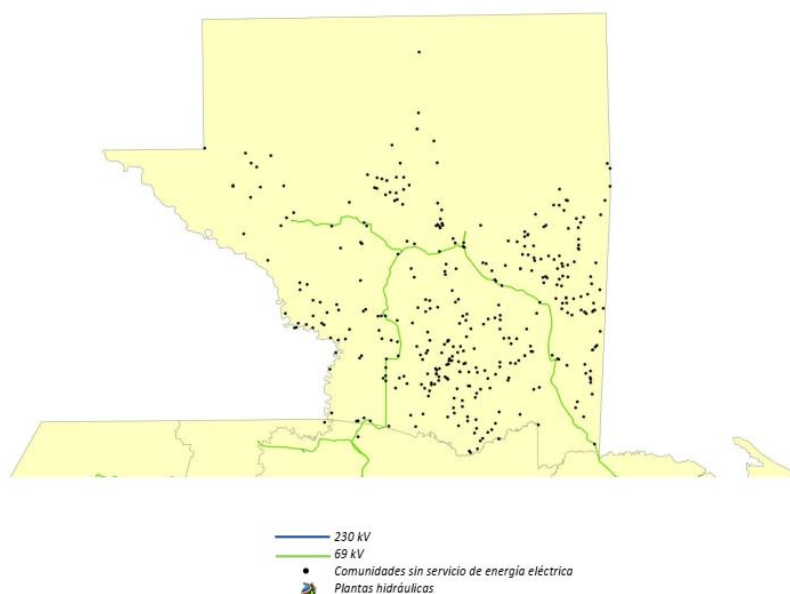 230 kV
69 kV
Comunidades sin servicio de energía eléctrica
Plantas hidráulicas